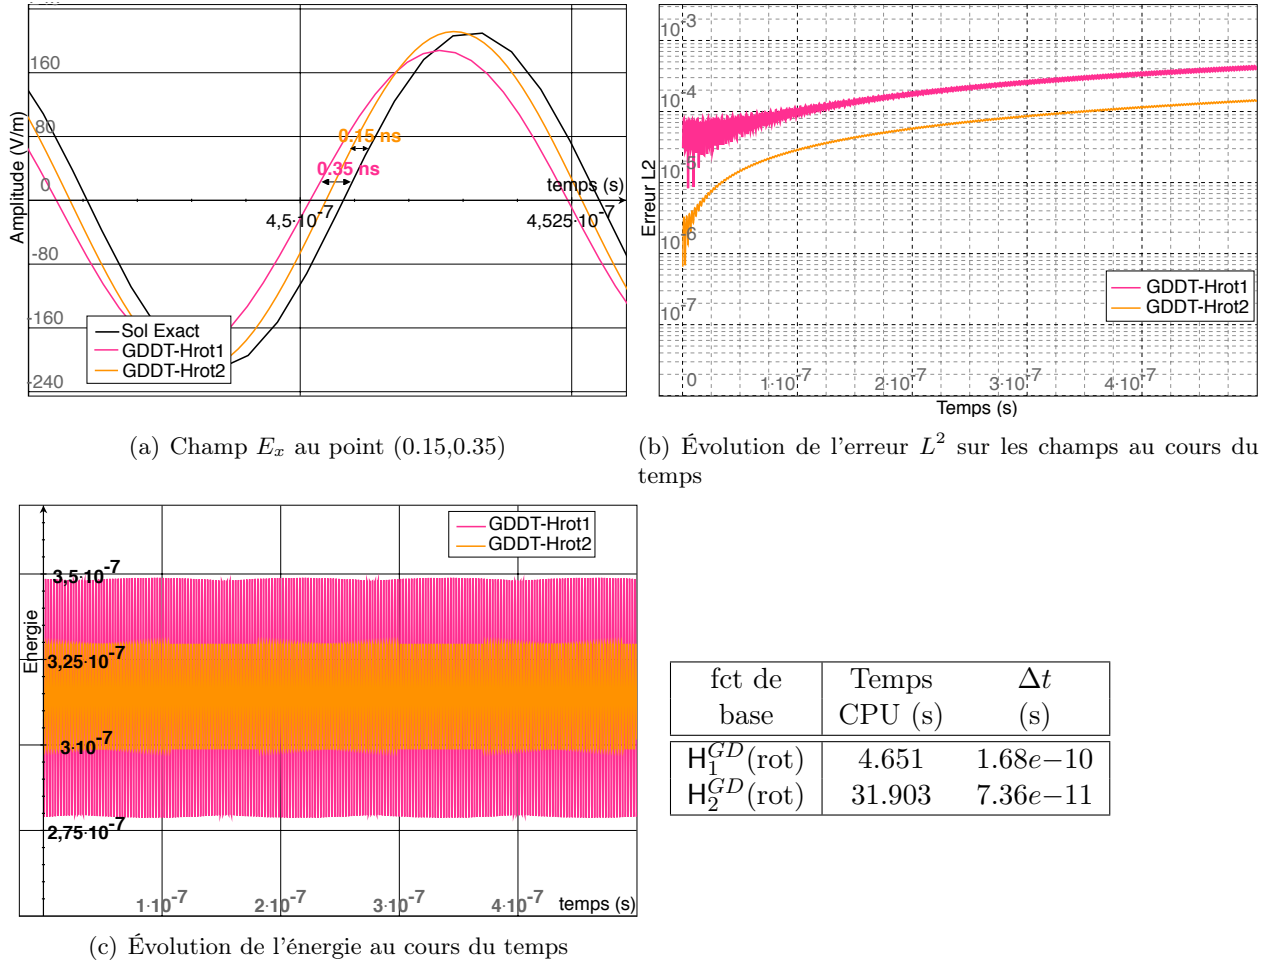 160
80
0
-80
-160
-240
Amplitude (V/m)
0.15 ns
0.35 ns
temps (s)
4,5·10-7
4,525·10-7
Sol Exact
GDDT-Hrot1
GDDT-Hrot2
(a) Champ Ex au point (0.15,0.35)
10-3
10-4
10-5
10-6
10-7
Erreur L2
0
1·10-7
2·10-7
3·10-7
4·10-7
Temps (s)
GDDT-Hrot1
GDDT-Hrot2
(b) Évolution de l'erreur L2 sur les champs au cours du
temps
GDDT-Hrot1
GDDT-Hrot2
3,5·10-7
3,25·10-7
3·10-7
2,75·10-7
Energie
1·10-7
2·10-7
3·10-7
4·10-7
temps (s)
(c) Évolution de l'énergie au cours du temps
fct de Temps Δt
base CPU (s) (s)
H1GD(rot) 4.651 1.68e−10
H2GD(rot) 31.903 7.36e−11